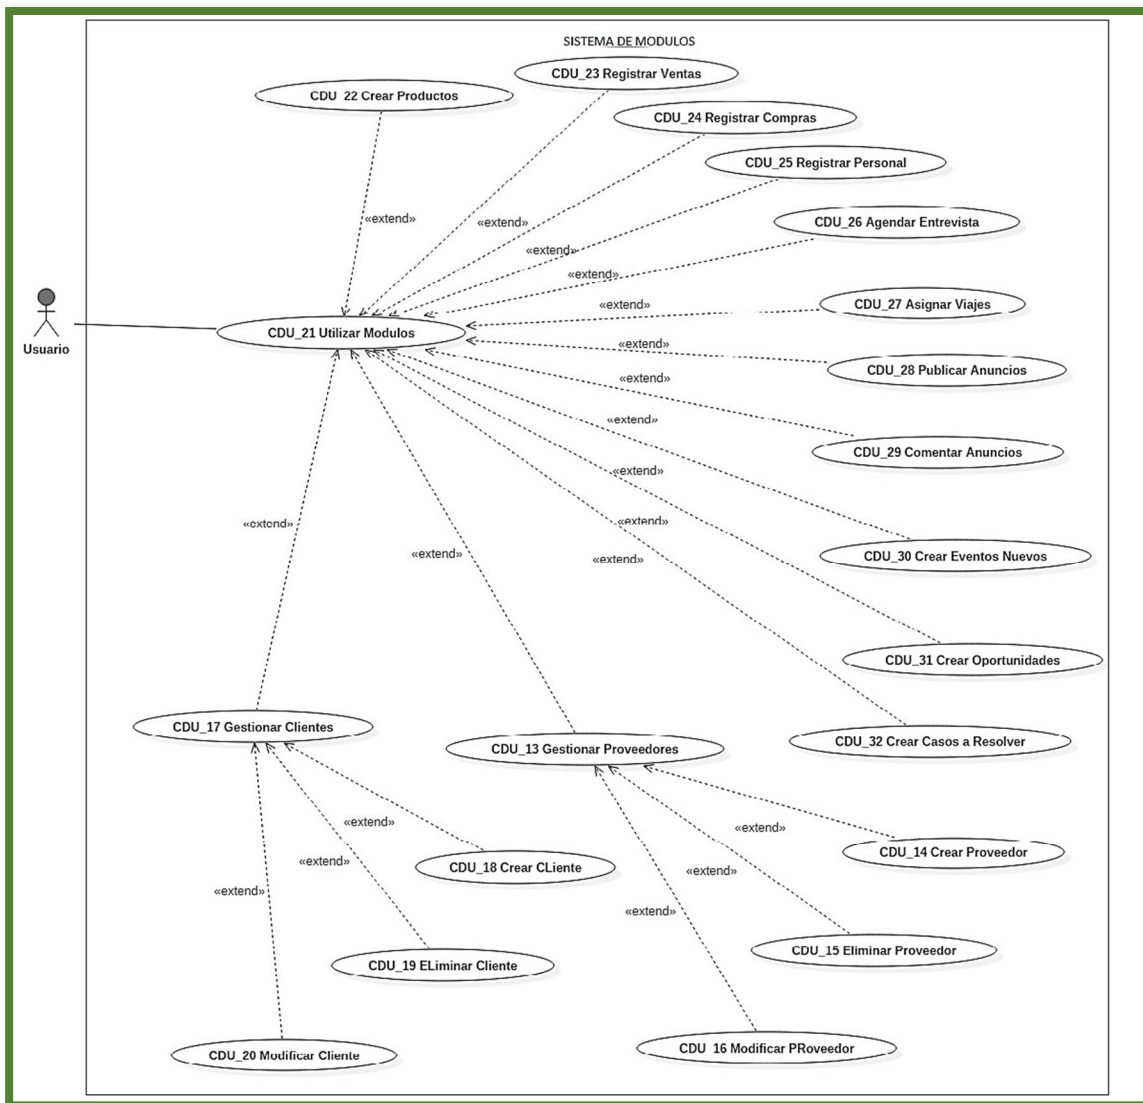 SISTEMA DE MODULOS
CDU_23 Registrar Ventas
CDU_22 Crear Productos
CDU_24 Registrar Compras
CDU_25 Registrar Personal
«extend»
«extend»
CDU_26 Agendar Entrevista
«extend»
«extend»
CDU_27 Asignar Viajes
«extend»
CDU_21 Utilizar Modulos
Usuario
«extend»
CDU_28 Publicar Anuncios
«extend»
«extend»
CDU_29 Comentar Anuncios
«extend»
«extend»
«extend»
«extend»
«extend»
CDU_30 Crear Eventos Nuevos
CDU_31 Crear Oportunidades
CDU_17 Gestionar Clientes
CDU_13 Gestionar Proveedores
CDU_32 Crear Casos a Resolver
«extend»
«extend»
CDU_14 Crear Proveedor
«extend»
CDU_18 Crear CLiente
«extend»
«extend»
«extend»
CDU_15 Eliminar Proveedor
CDU_19 ELiminar Cliente
CDU_20 Modificar Cliente
CDU_16 Modificar PRoveedor